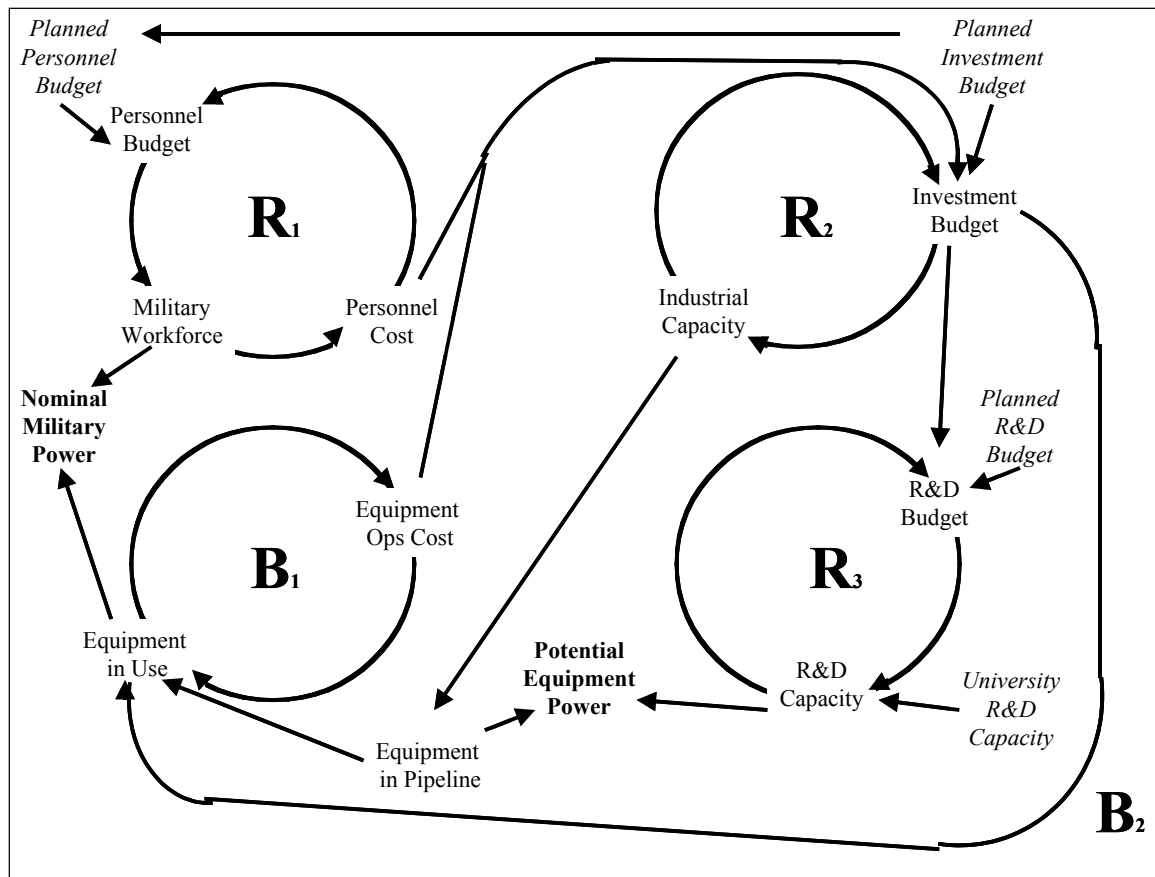 Planned
Personnel
Budget
Planned
Investment
Budget
Personnel
Budget
R1
R2
Investment
Budget
Military
Workforce
Personnel
Cost
Industrial
Capacity
Nominal
Military
Power
Planned
R&D
Budget
Equipment
Ops Cost
R&D
Budget
B1
R3
Equipment
in Use
Potential
Equipment
Power
R&D
Capacity
University
R&D
Capacity
Equipment
in Pipeline
B2